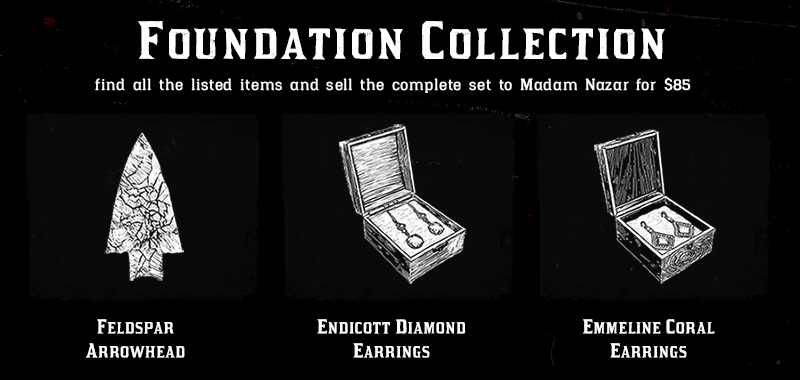 Foundation Collection
find all the listed items and sell the complete set to Madam Nazar for $85
Feldspar
Arrowhead
Endicott Diamond
Earrings
Emmeline Coral
Earrings